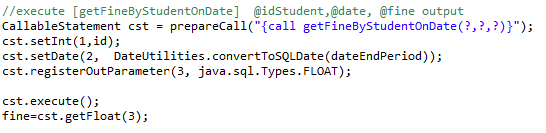 //execute [getFineByStudentOnDate]  @idStudent,@date, @fine output
CallableStatement cst = prepareCall("{call getFineByStudentOnDate(?,?,?)}");
cst.setInt(1,id);
cst.setDate(2,  DateUtilities.convertToSQLDate(dateEndPeriod));
cst.registerOutParameter(3, java.sql.Types.FLOAT);
cst.execute();
fine=cst.getFloat(3);